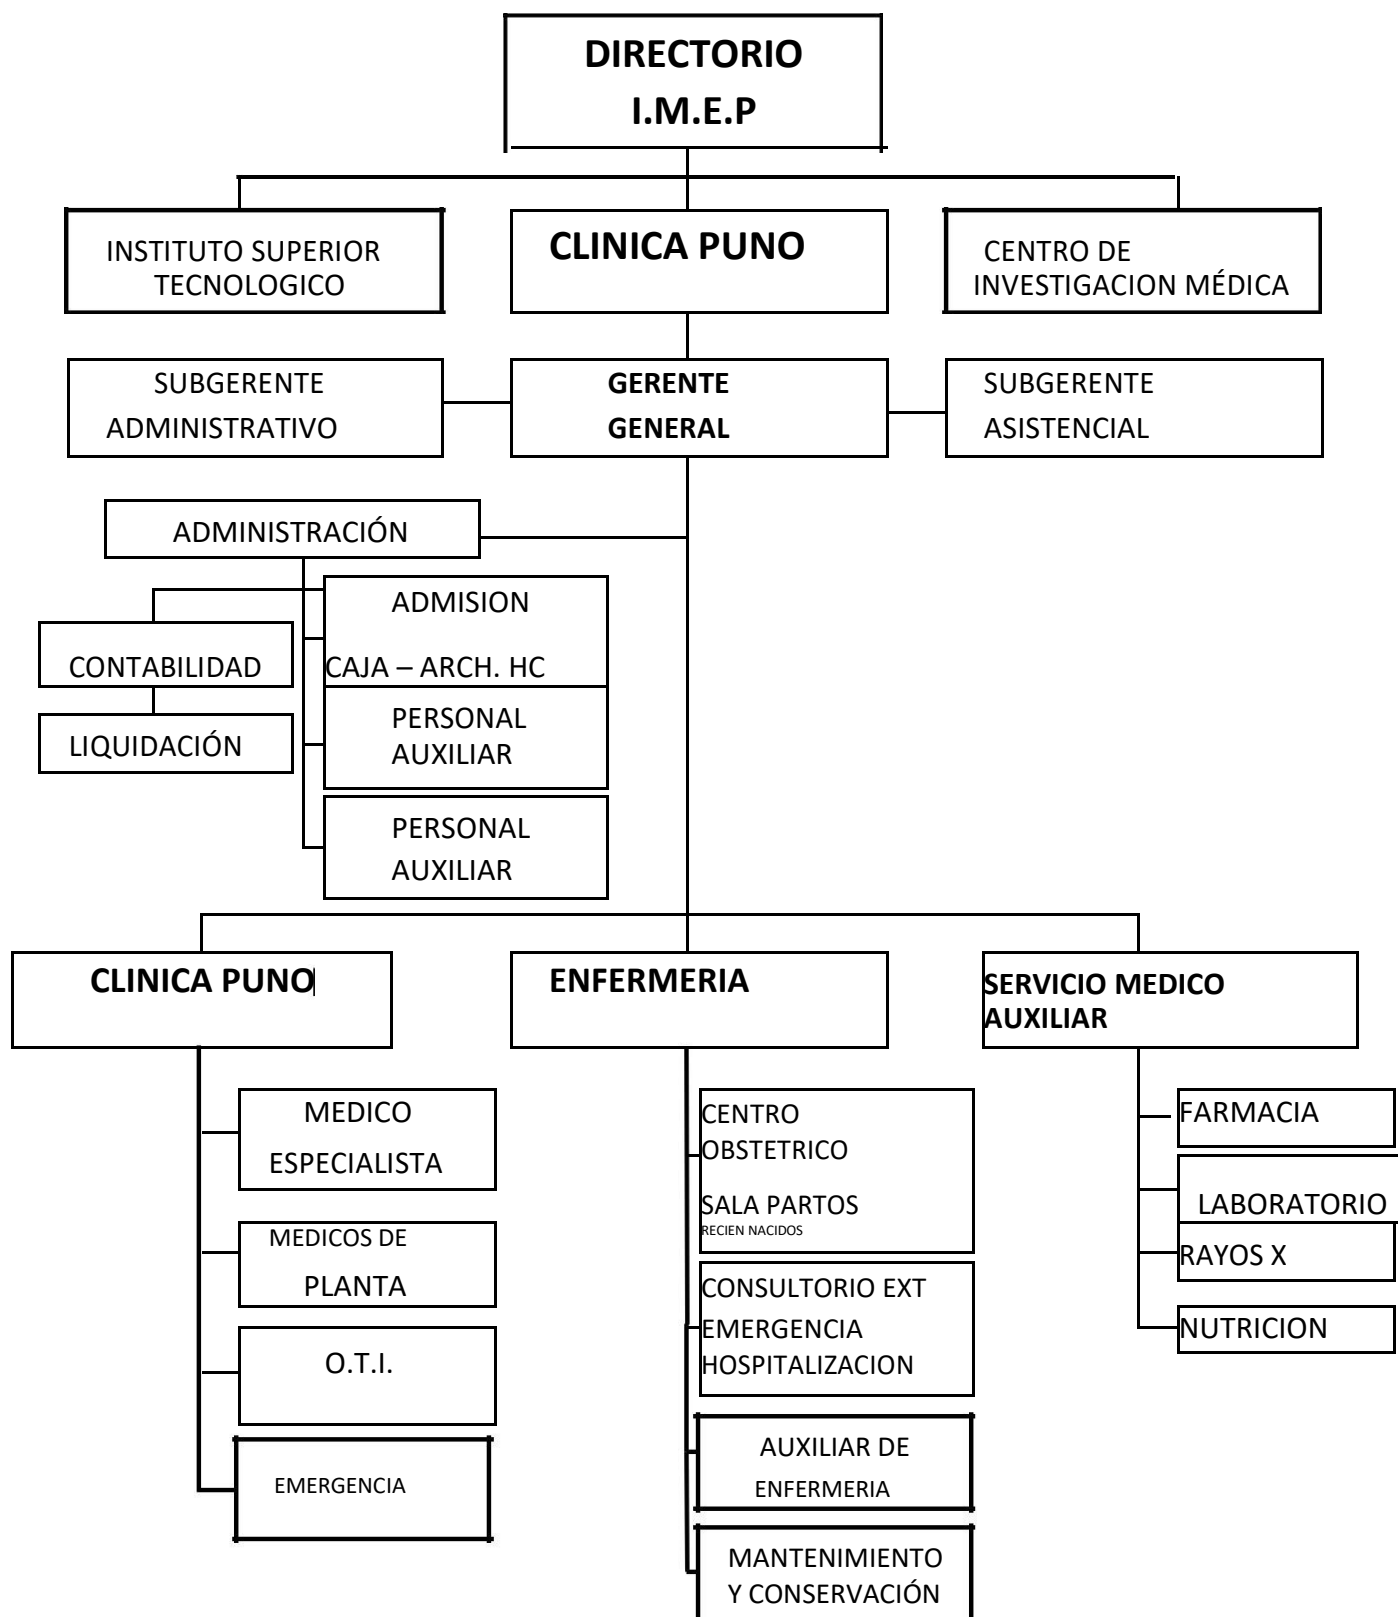 DIRECTORIO
I.M.E.P
INSTITUTO SUPERIOR
TECNOLOGICO
CLINICA PUNO
CENTRO DE
INVESTIGACION MÉDICA
SUBGERENTE
ADMINISTRATIVO
GERENTE
GENERAL
SUBGERENTE
ASISTENCIAL
ADMINISTRACIÓN
ADMISION
CAJA – ARCH. HC
CONTABILIDAD
LIQUIDACIÓN
PERSONAL
AUXILIAR
PERSONAL
AUXILIAR
CLINICA PUNO
ENFERMERIA
SERVICIO MEDICO
AUXILIAR
MEDICO
ESPECIALISTA
MEDICOS DE
PLANTA
O.T.I.
EMERGENCIA
CENTRO
OBSTETRICO
SALA PARTOS
RECIEN NACIDOS
CONSULTORIO EXT
EMERGENCIA
HOSPITALIZACION
AUXILIAR DE
ENFERMERIA
MANTENIMIENTO
Y CONSERVACIÓN
FARMACIA
LABORATORIO
RAYOS X
NUTRICION